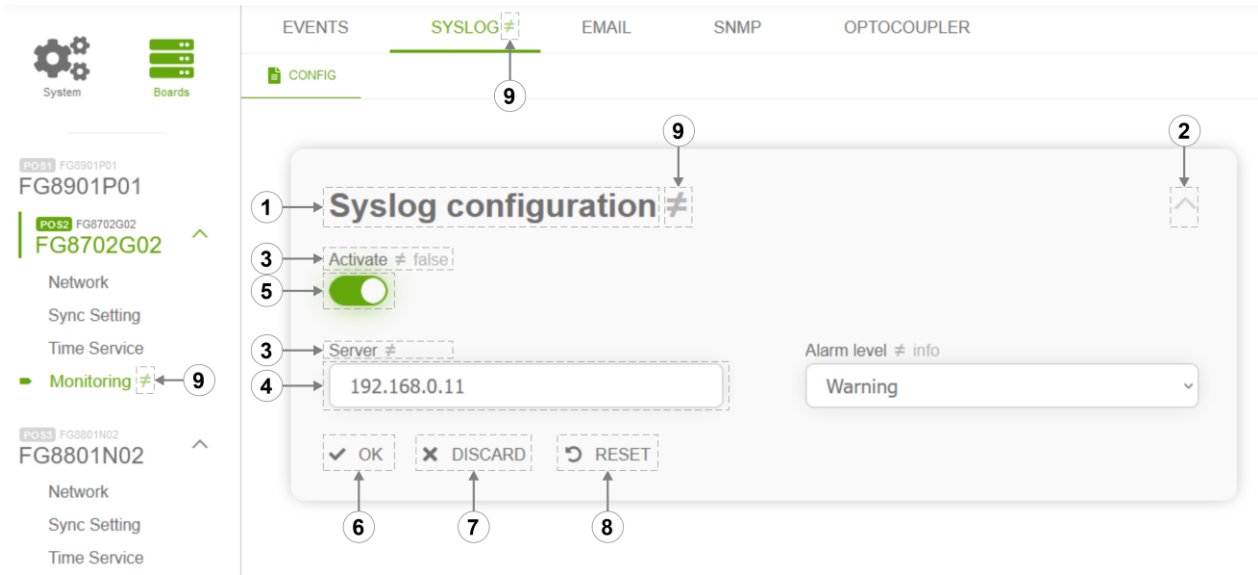 EVENTS SYSLOG ≠ EMAIL SNMP OPTOCOUPLER
System Boards
CONFIG
9
9 2
POS1 FG8901P01
FG8901P01
1 Syslog configuration ≠
POS2 FG8702G02
FG8702G02
3 Activate ≠ false
5
Network
Sync Setting
Time Service
3 Server ≠ Alarm level ≠ info
Monitoring ≠ 9
4 192.168.0.11 Warning
POS3 FG8801N02
FG8801N02
OK DISCARD RESET
Network
6 7 8
Sync Setting
Time Service